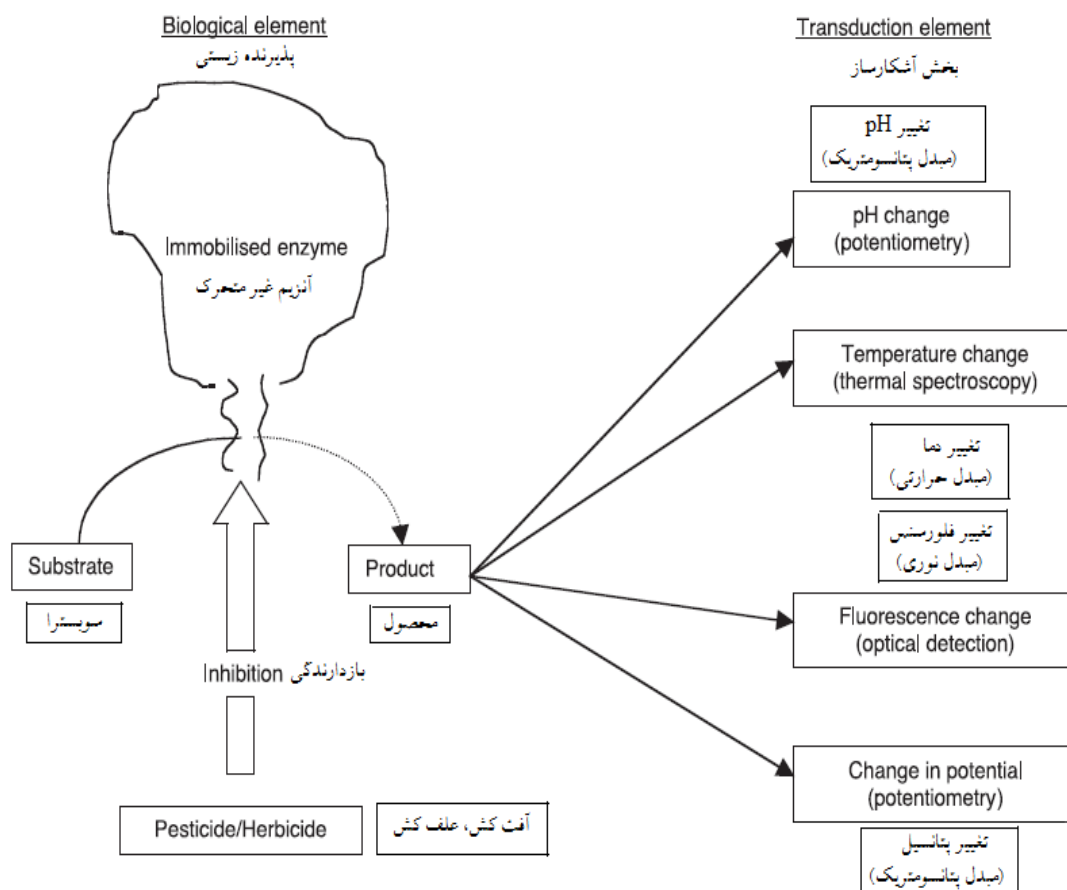 Biological element
پذیرنده زیستی
Immobilised enzyme
آنزیم غیر متحرک
Substrate
سوبسترا
Product
محصول
Inhibition بازدارندگی
Pesticide/Herbicide
آفت کش، علف کش
Transduction element
بخش آشکارساز
تغییر pH
(مبدل پتانسومتریک)
pH change
(potentiometry)
Temperature change
(thermal spectroscopy)
تغییر دما
(مبدل حرارتی)
تغییر فلورسنس
(مبدل نوری)
Fluorescence change
(optical detection)
Change in potential
(potentiometry)
تغییر پتانسیل
(مبدل پتانسومتریک)